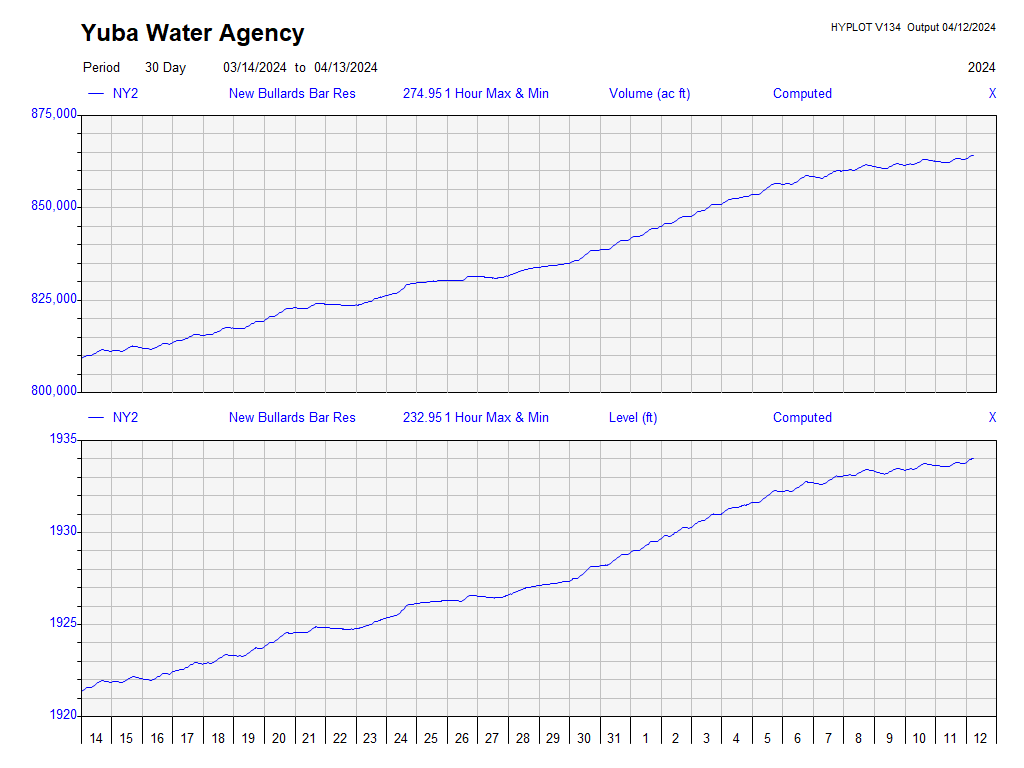 Yuba Water Agency
HYPLOT V134 Output 04/12/2024
Period 30 Day 03/14/2024 to 04/13/2024 2024
NY2 New Bullards Bar Res 274.95 1 Hour Max & Min Volume (ac ft) Computed X
875,000
850,000
825,000
800,000
NY2 New Bullards Bar Res 232.95 1 Hour Max & Min Level (ft) Computed X
1935
1930
1925
1920
14 15 16 17 18 19 20 21 22 23 24 25 26 27 28 29 30 31 1 2 3 4 5 6 7 8 9 10 11 12